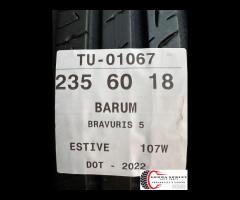 TU-01067
235 60 18
BARUM
BRAVURIS 5
ESTIVE 107W
DOT - 2022